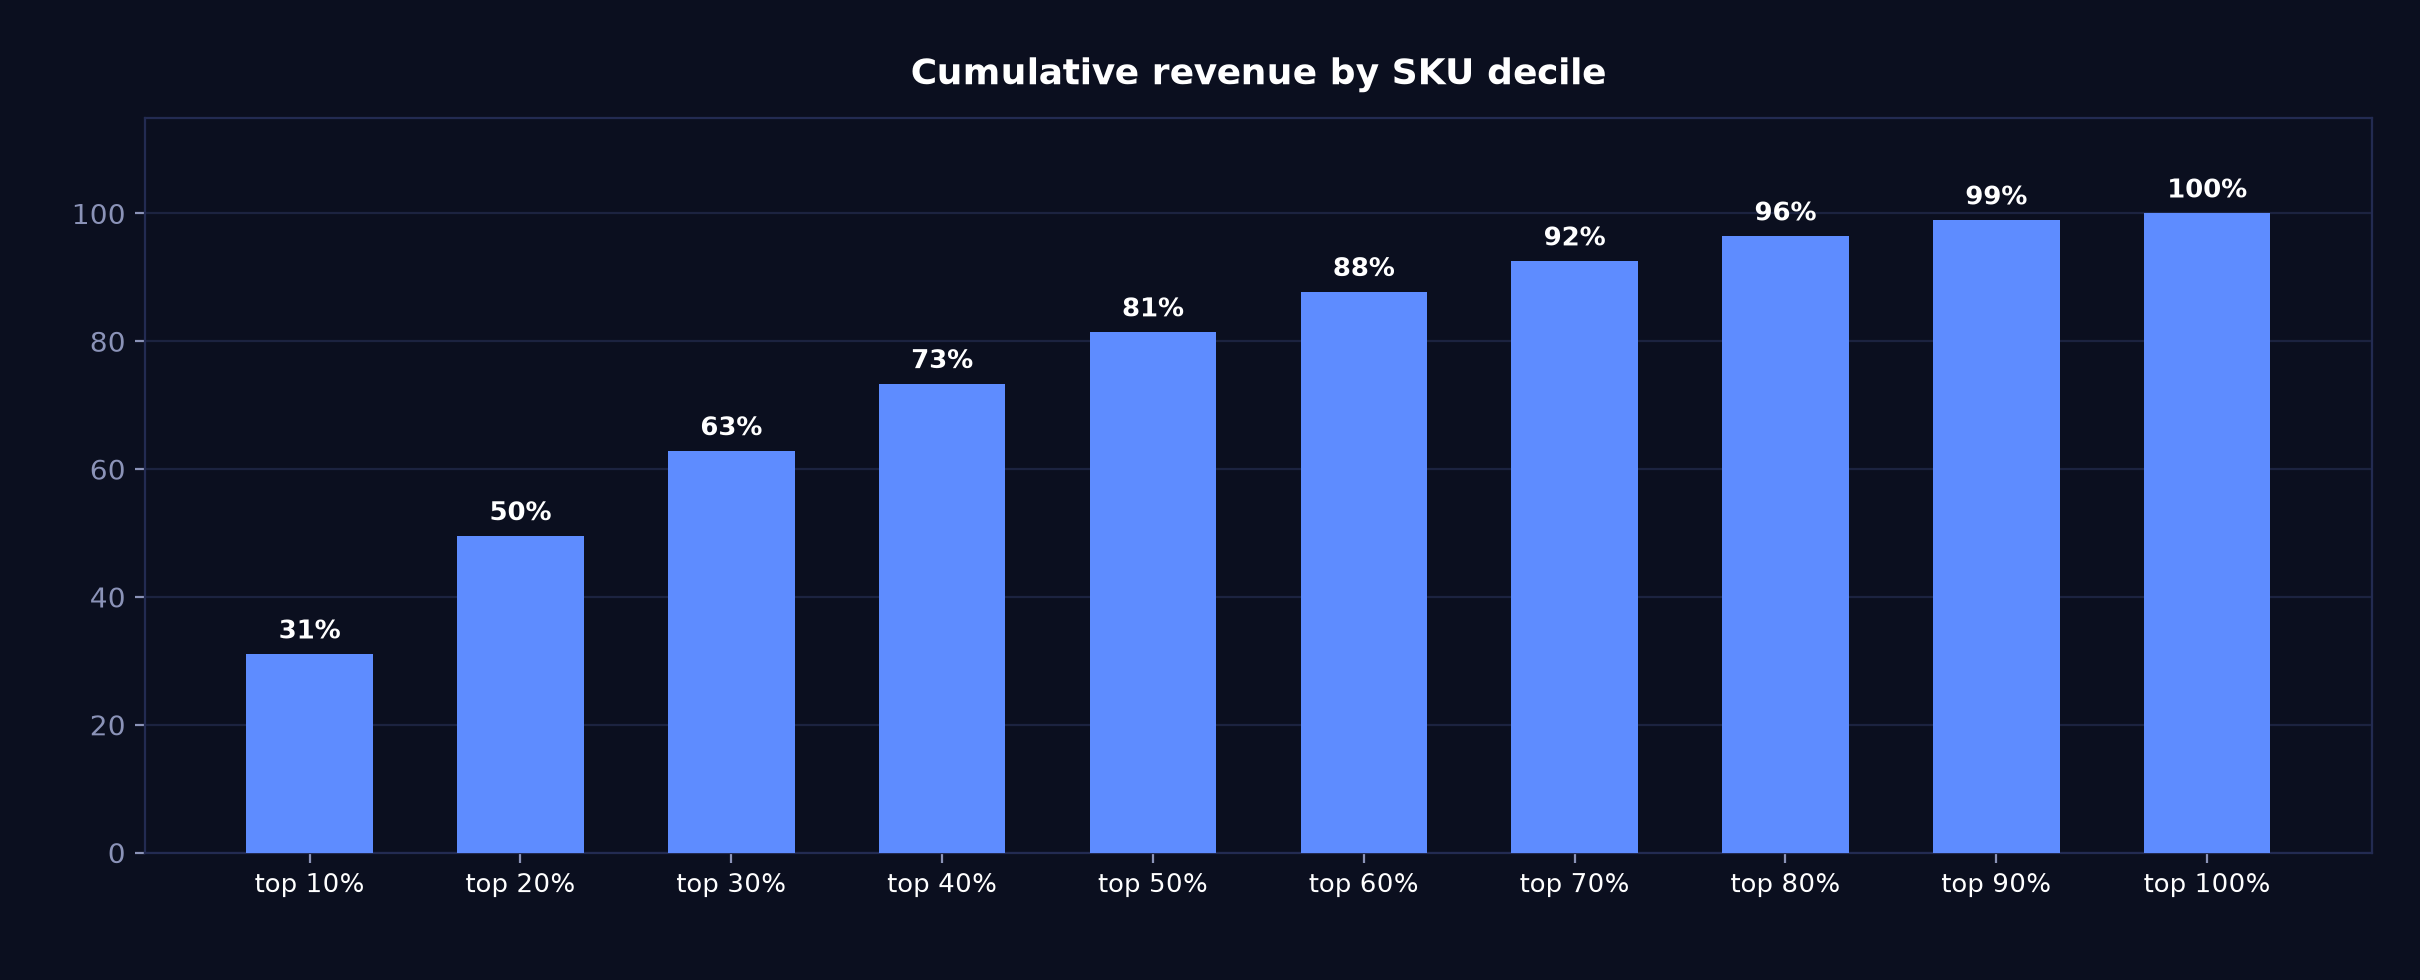 Cumulative revenue by SKU decile
100
80
60
40
20
0
31%
50%
63%
73%
81%
88%
92%
96%
99%
100%
top 10%
top 20%
top 30%
top 40%
top 50%
top 60%
top 70%
top 80%
top 90%
top 100%